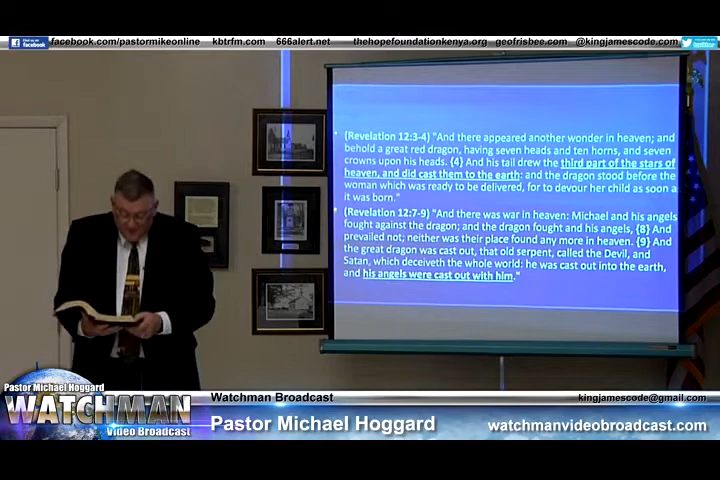 Find us on facebook
facebook.com/pastormikeonline kbtrfm.com 666alert.net thehopefoundationkenya.org geofrisbee.com @kingjamescode.com
twitter
• (Revelation 12:3-4) "And there appeared another wonder in heaven; and
behold a great red dragon, having seven heads and ten horns, and seven
crowns upon his heads. {4} And his tail drew the third part of the stars of
heaven, and did cast them to the earth: and the dragon stood before the
woman which was ready to be delivered, for to devour her child as soon as
it was born."
• (Revelation 12:7-9) "And there was war in heaven: Michael and his angels
fought against the dragon; and the dragon fought and his angels, {8} And
prevailed not; neither was their place found any more in heaven. {9} And
the great dragon was cast out, that old serpent, called the Devil, and
Satan, which deceiveth the whole world: he was cast out into the earth,
and his angels were cast out with him."
Pastor Michael Hoggard
WATCHMAN
Video Broadcast
Watchman Broadcast
kingjamescode@gmail.com
Pastor Michael Hoggard
watchmanvideobroadcast.com